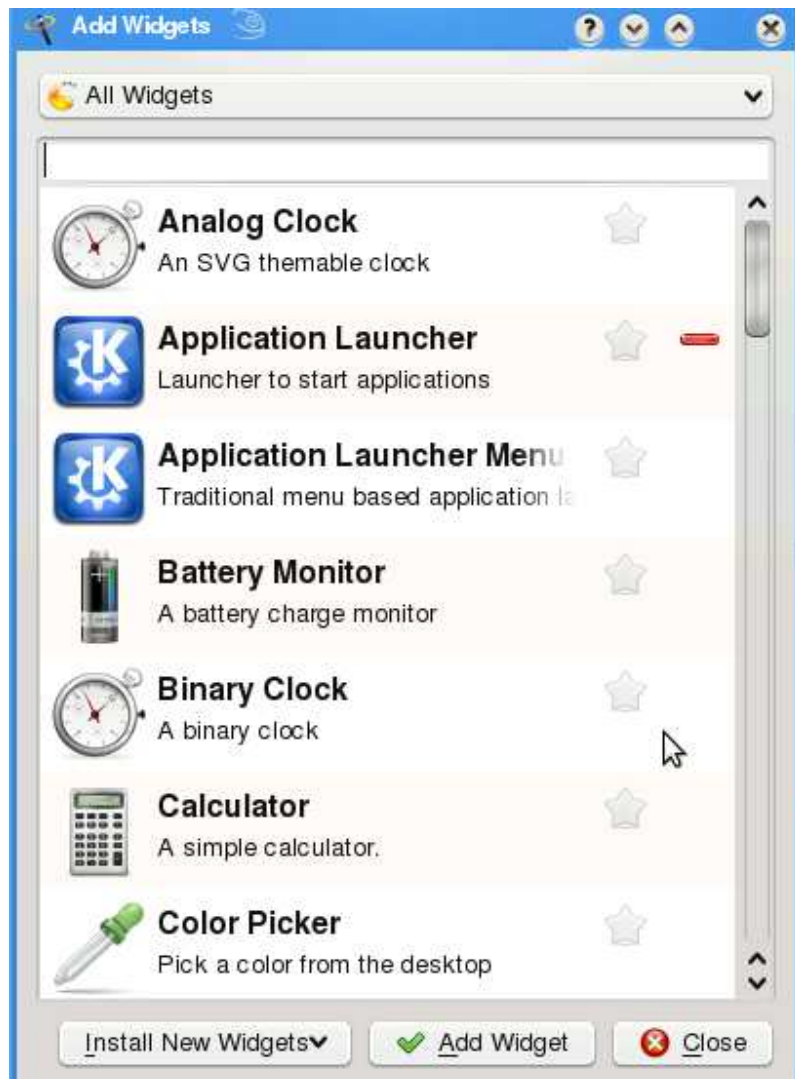 Add Widgets
All Widgets
Analog Clock
An SVG themable clock
Application Launcher
Launcher to start applications
Application Launcher Menu
Traditional menu based application la
Battery Monitor
A battery charge monitor
Binary Clock
A binary clock
Calculator
A simple calculator.
Color Picker
Pick a color from the desktop
Install New Widgets
Add Widget
Close